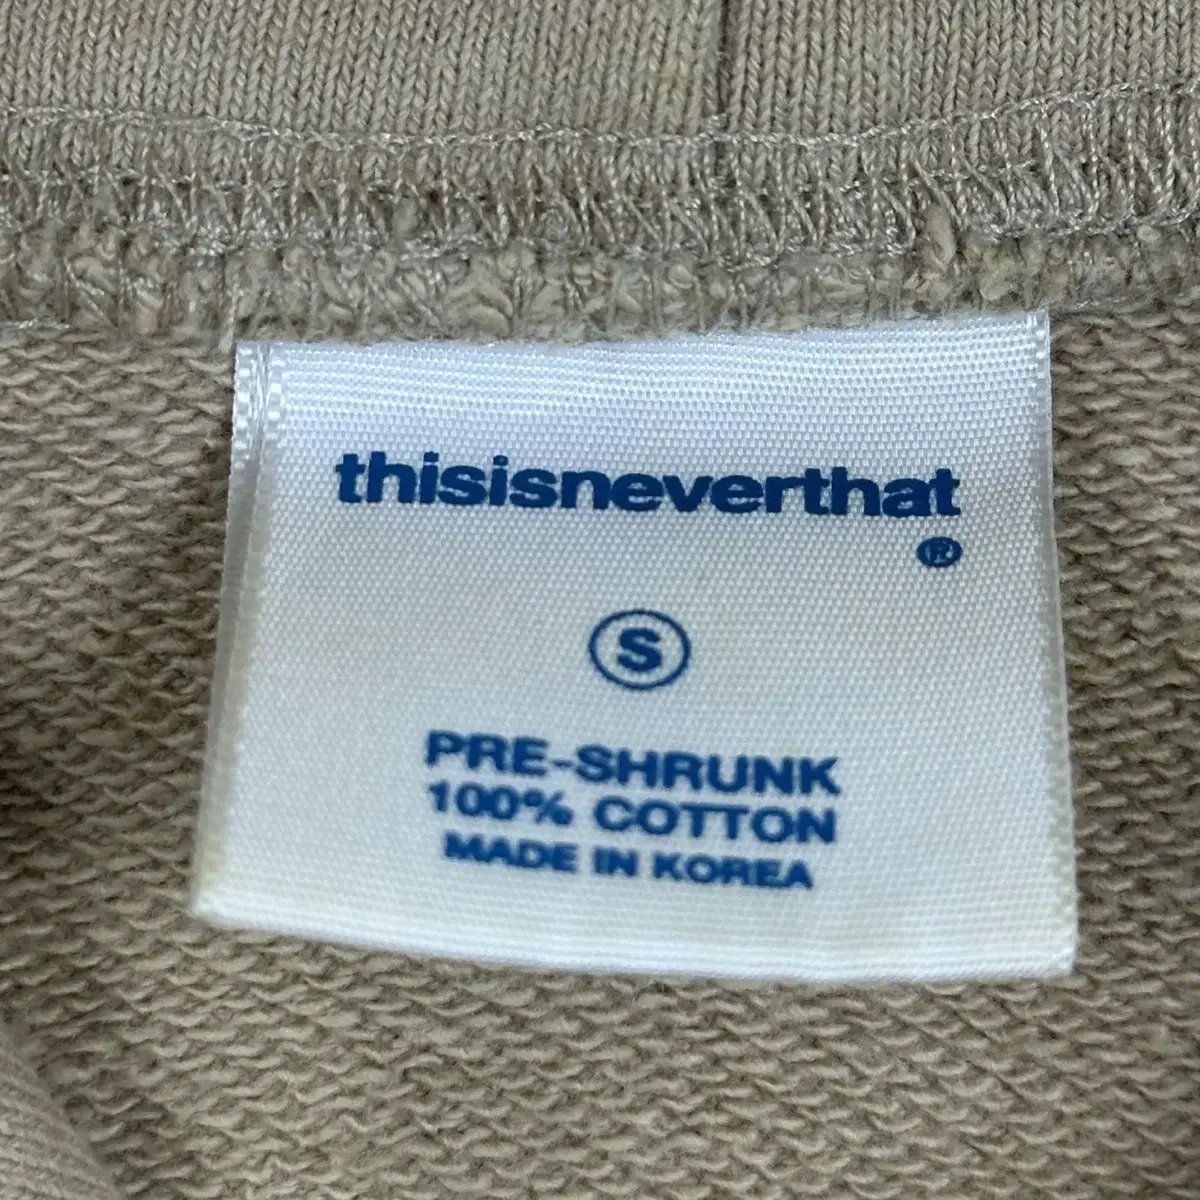 thisisneverthat
®
S
PRE-SHRUNK
100% COTTON
MADE IN KOREA